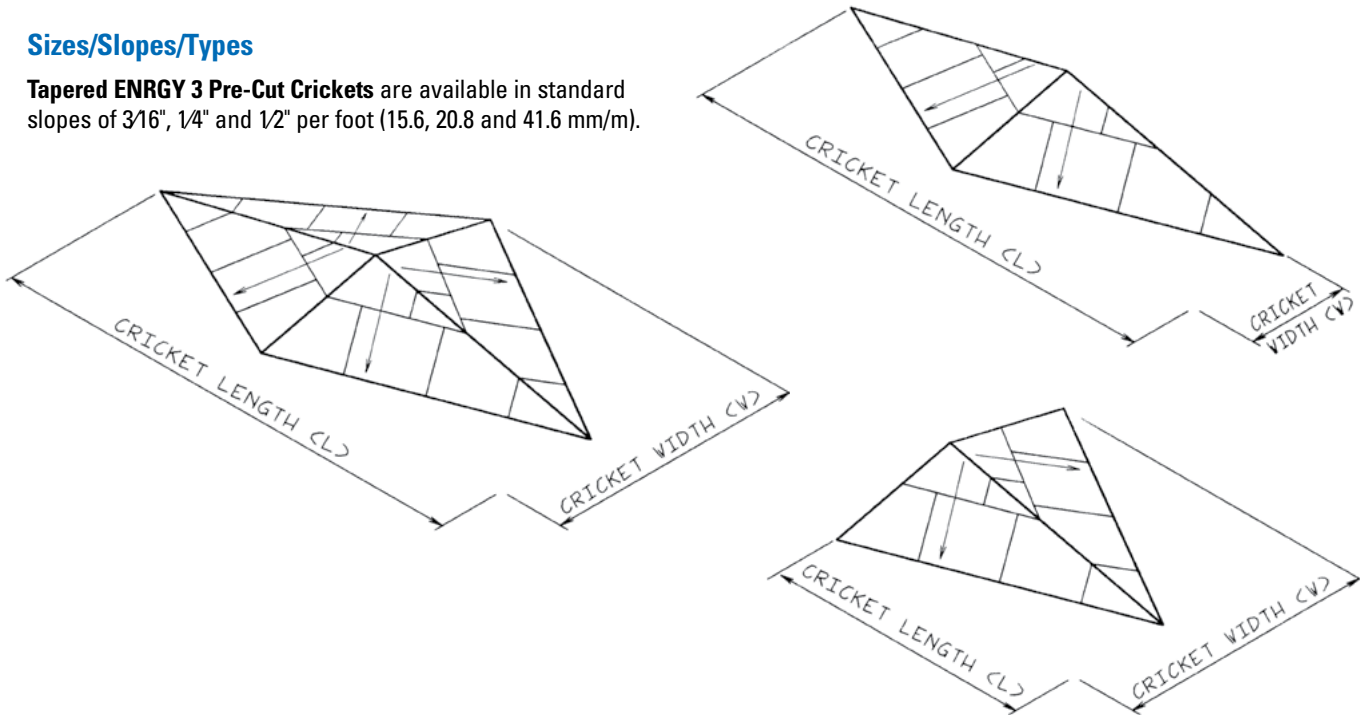 Sizes/Slopes/Types
Tapered ENRGY 3 Pre-Cut Crickets are available in standard
slopes of 3⁄16", 1⁄4" and 1⁄2" per foot (15.6, 20.8 and 41.6 mm/m).
CRICKET LENGTH (L)
CRICKET WIDTH (W)
CRICKET LENGTH (L)
CRICKET
WIDTH (W)
CRICKET LENGTH (L)
CRICKET WIDTH (W)